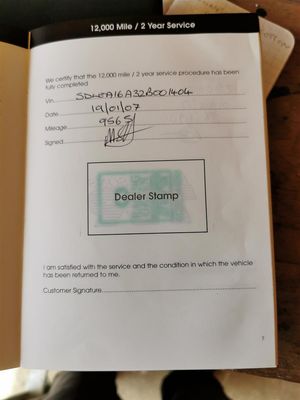 12,000 Mile / 2 Year Service
We certify that the 12,000 mile / 2 year service procedure has been
fully completed
Vin
Date 19/01/07
Mileage 9565
Signed
Dealer Stamp
I am satisfied with the service and the condition in which the vehicle
has been returned to me.
Customer Signature
7